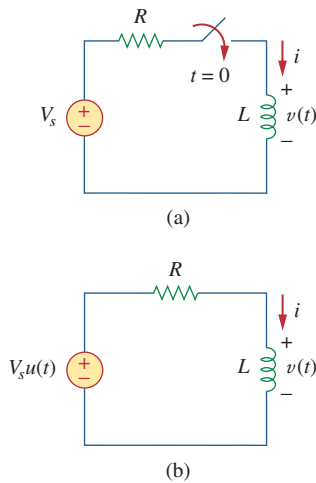 R
t = 0
i
V_s
+
−
L
+
v(t)
−
(a)
R
i
V_s u(t)
+
−
L
+
v(t)
−
(b)